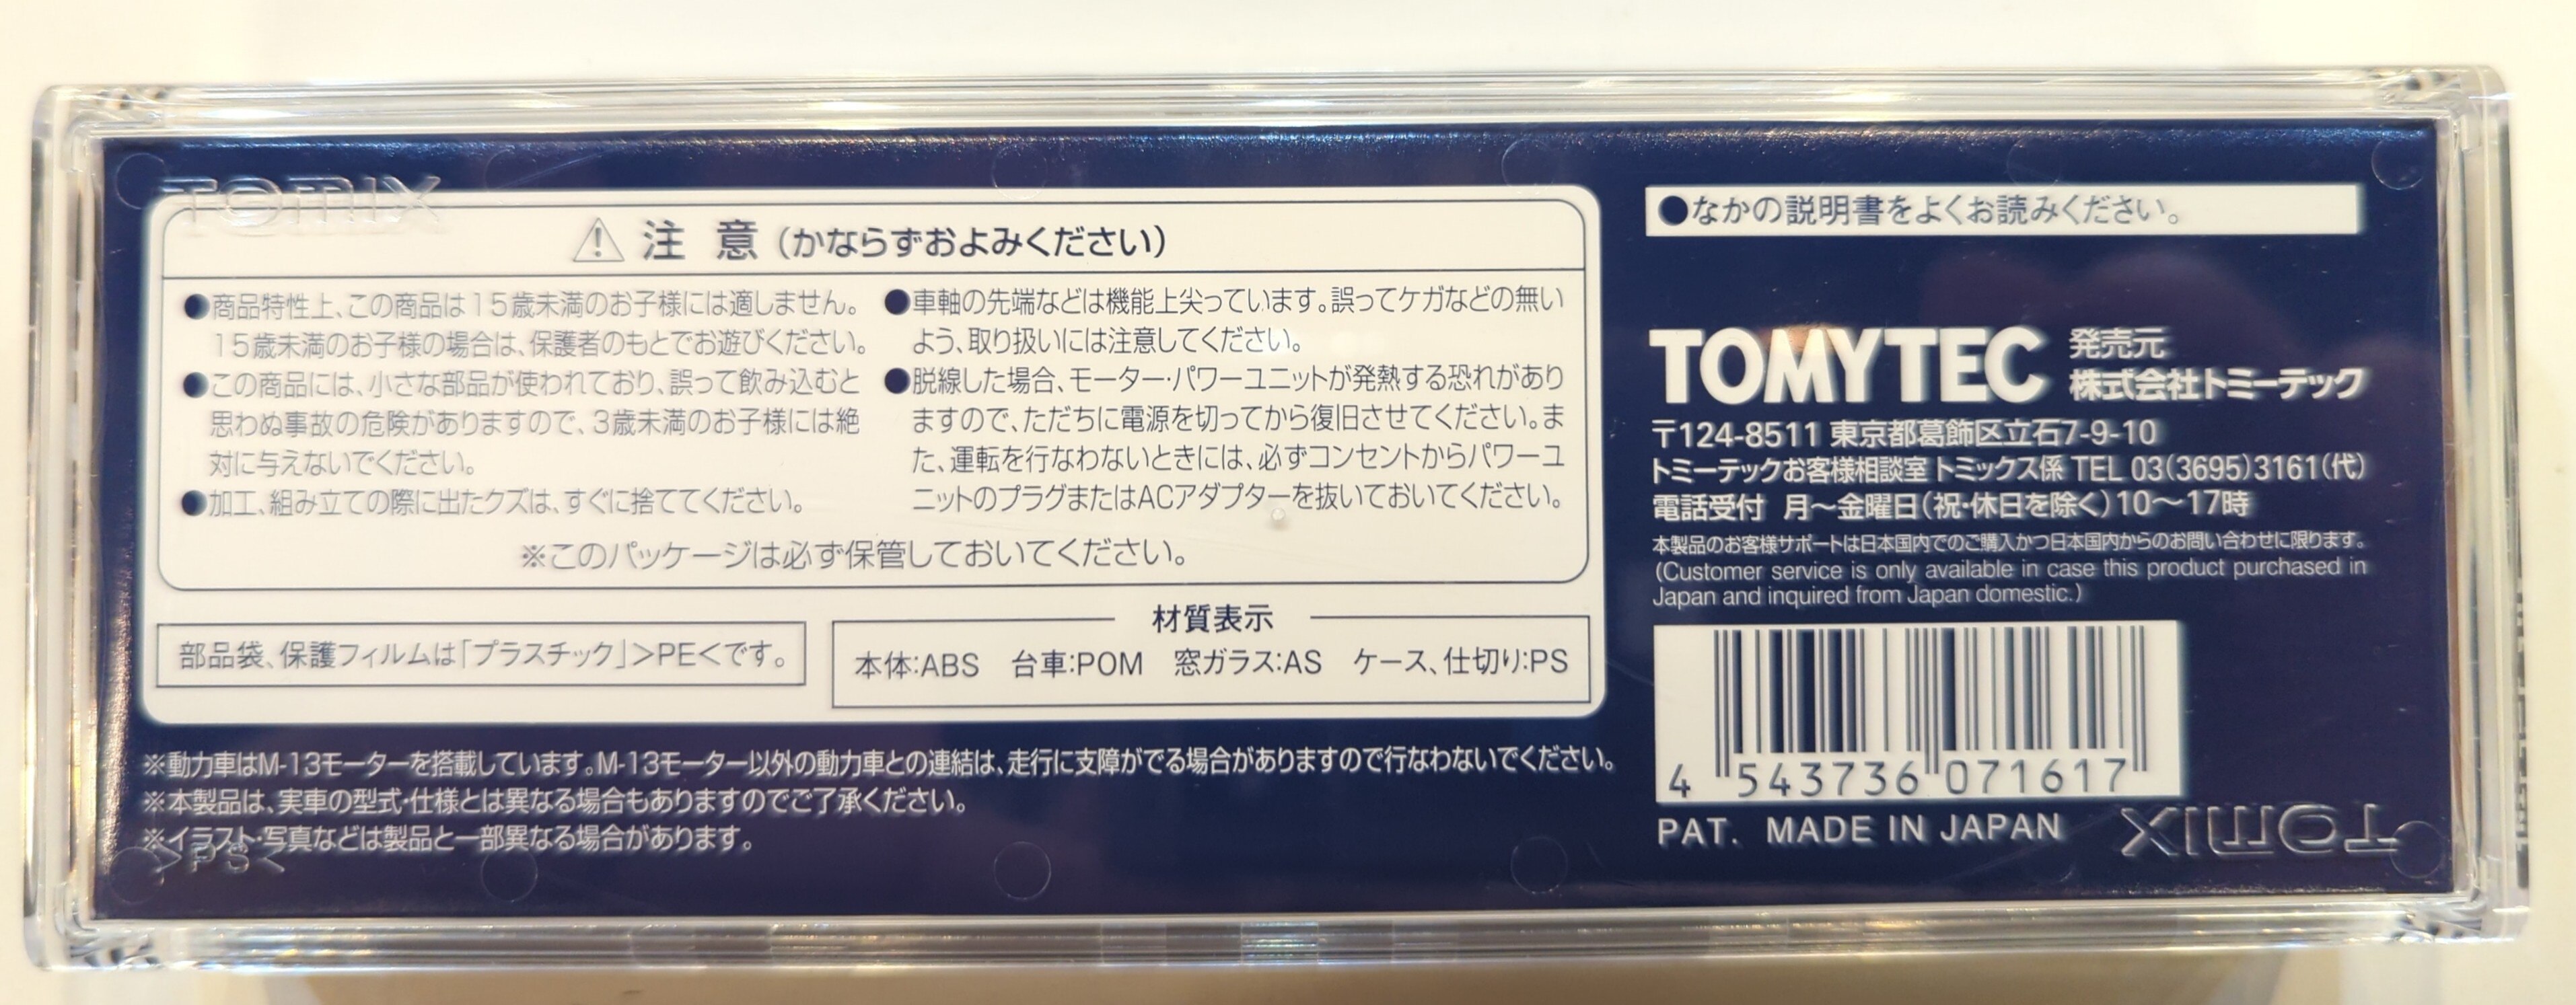 TOMIX
⚠注 意(かならずおよみください)
●商品特性上、この商品は15歳未満のお子様には適しません。
15歳未満のお子様の場合は、保護者のもとでお遊びください。
●この商品には、小さな部品が使われており、誤って飲み込むと
思わぬ事故の危険がありますので、3歳未満のお子様には絶
対に与えないでください。
●加工、組み立ての際に出たクズは、すぐに捨ててください。
●車軸の先端などは機能上尖っています。誤ってケガなどの無い
よう、取り扱いには注意してください。
●脱線した場合、モーター・パワーユニットが発熱する恐れがあり
ますので、ただちに電源を切ってから復旧させてください。ま
た、運転を行なわないときには、必ずコンセントからパワーユ
ニットのプラグまたはACアダプターを抜いておいてください。
※このパッケージは必ず保管しておいてください。
部品袋、保護フィルムは「プラスチック」>PE<です。
材質表示
本体:ABS 台車:POM 窓ガラス:AS ケース、仕切り:PS
※動力車はM-13モーターを搭載しています。M-13モーター以外の動力車との連結は、走行に支障がでる場合がありますので行なわないでください。
※本製品は、実車の型式・仕様とは異なる場合もありますのでご了承ください。
※イラスト・写真などは製品と一部異なる場合があります。
>PS<
●なかの説明書をよくお読みください。
TOMYTEC 発売元
株式会社トミーテック
〒124-8511 東京都葛飾区立石7-9-10
トミーテックお客様相談室 トミックス係 TEL 03(3695)3161(代)
電話受付 月～金曜日(祝・休日を除く)10～17時
本製品のお客様サポートは日本国内でのご購入かつ日本国内からのお問い合わせに限ります。
(Customer service is only available in case this product purchased in
Japan and inquired from Japan domestic.)
4 543736 071617
PAT. MADE IN JAPAN
TOMIX